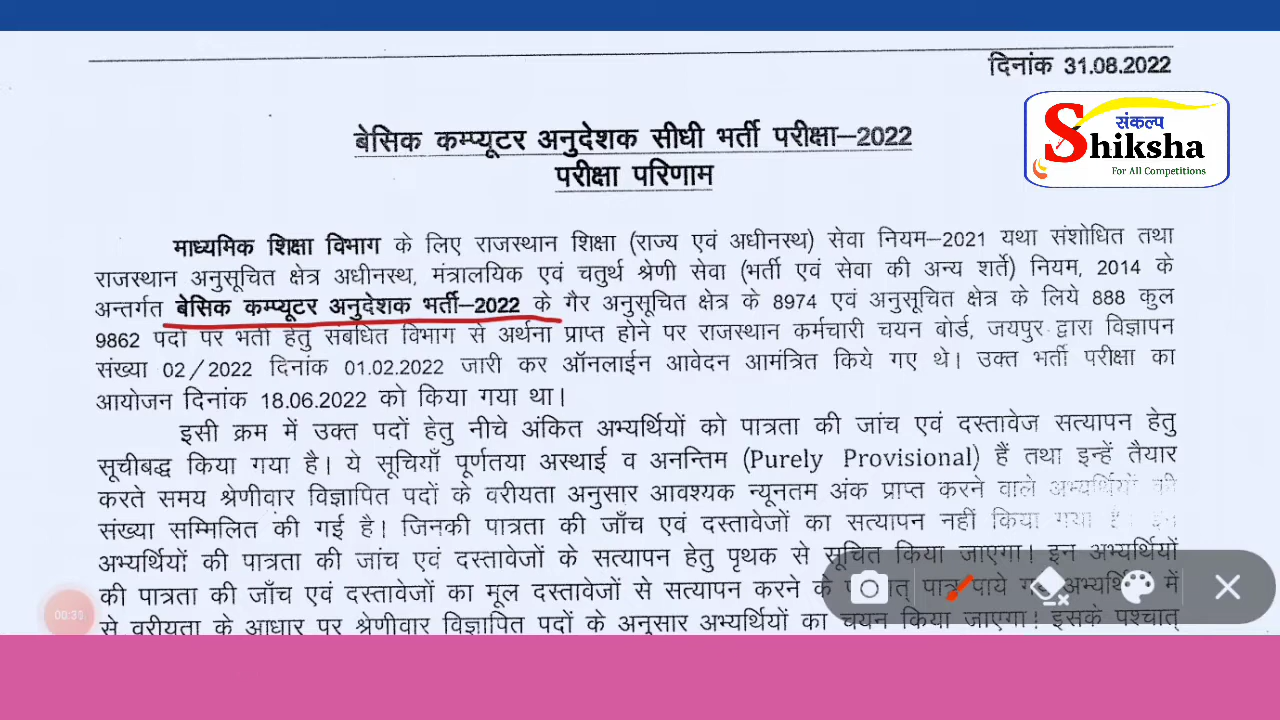 दिनांक 31.08.2022
संकल्प
Shiksha
For All Competitions
बेसिक कम्प्यूटर अनुदेशक सीधी भर्ती परीक्षा–2022
परीक्षा परिणाम
माध्यमिक शिक्षा विभाग के लिए राजस्थान शिक्षा (राज्य एवं अधीनस्थ) सेवा नियम–2021 यथा संशोधित तथा
राजस्थान अनुसूचित क्षेत्र अधीनस्थ, मंत्रालयिक एवं चतुर्थ श्रेणी सेवा (भर्ती एवं सेवा की अन्य शर्ते) नियम, 2014 के
अन्तर्गत बेसिक कम्प्यूटर अनुदेशक भर्ती–2022 के गैर अनुसूचित क्षेत्र के 8974 एवं अनुसूचित क्षेत्र के लिये 888 कुल
9862 पदों पर भर्ती हेतु संबधित विभाग से अर्थना प्राप्त होने पर राजस्थान कर्मचारी चयन बोर्ड, जयपुर द्वारा विज्ञापन
संख्या 02/2022 दिनांक 01.02.2022 जारी कर ऑनलाईन आवेदन आमंत्रित किये गए थे। उक्त भर्ती परीक्षा का
आयोजन दिनांक 18.06.2022 को किया गया था।
इसी क्रम में उक्त पदों हेतु नीचे अंकित अभ्यर्थियों को पात्रता की जांच एवं दस्तावेज सत्यापन हेतु
सूचीबद्ध किया गया है। ये सूचियाँ पूर्णतया अस्थाई व अनन्तिम (Purely Provisional) हैं तथा इन्हें तैयार
करते समय श्रेणीवार विज्ञापित पदों के वरीयता अनुसार आवश्यक न्यूनतम अंक प्राप्त करने वाले अभ्यर्थियों की
संख्या सम्मिलित की गई है। जिनकी पात्रता की जाँच एवं दस्तावेजों का सत्यापन नहीं किया गया है। इन
अभ्यर्थियों की पात्रता की जांच एवं दस्तावेजों के सत्यापन हेतु पृथक से सूचित किया जाएगा। इन अभ्यर्थियों
की पात्रता की जाँच एवं दस्तावेजों का मूल दस्तावेजों से सत्यापन करने के पात्र पाये अभ्यर्थि में
से वरीयता के आधार पर श्रेणीवार विज्ञापित पदों के अनुसार अभ्यर्थियों का चयन किया जाएगा। इसके पश्चात्
00:35